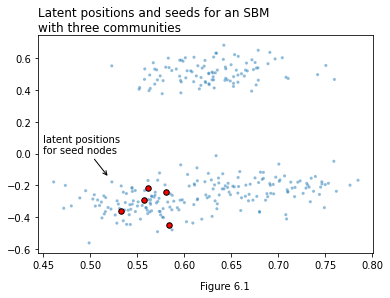 Latent positions and seeds for an SBM
with three communities
0.6
0.4
0.2
latent positions
for seed nodes
0.0
−0.2
−0.4
−0.6
0.45 0.50 0.55 0.60 0.65 0.70 0.75 0.80
Figure 6.1